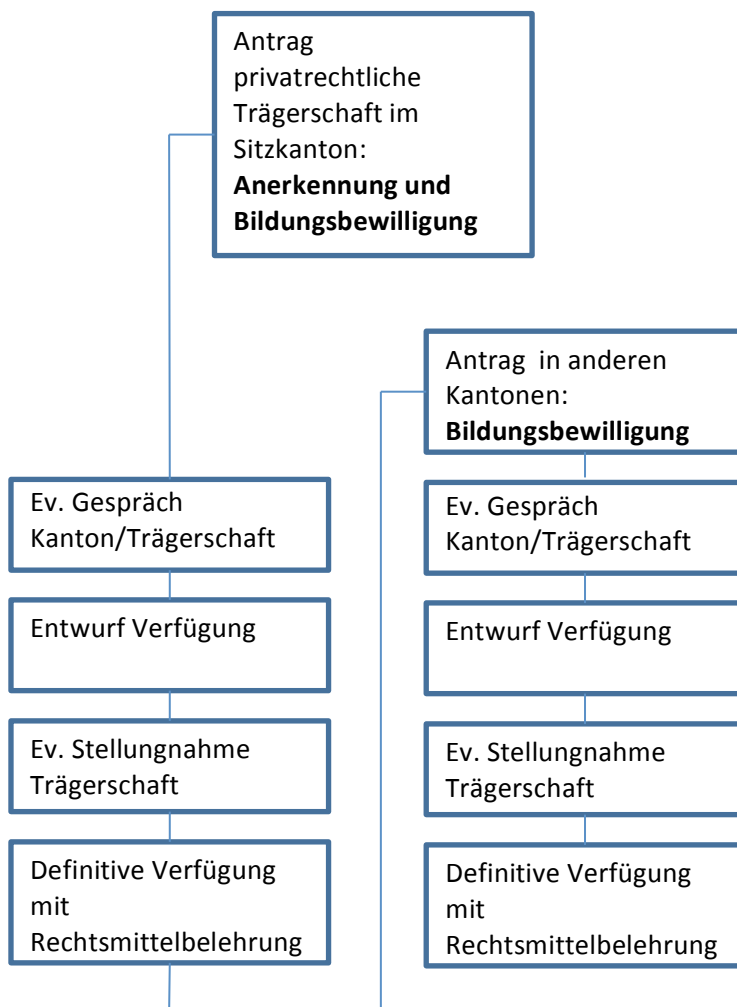 Antrag
privatrechtliche
Trägerschaft im
Sitzkanton:
Anerkennung und
Bildungsbewilligung
Ev. Gespräch
Kanton/Trägerschaft
Entwurf Verfügung
Ev. Stellungnahme
Trägerschaft
Definitive Verfügung
mit
Rechtsmittelbelehrung
Antrag in anderen
Kantonen:
Bildungsbewilligung
Ev. Gespräch
Kanton/Trägerschaft
Entwurf Verfügung
Ev. Stellungnahme
Trägerschaft
Definitive Verfügung
mit
Rechtsmittelbelehrung